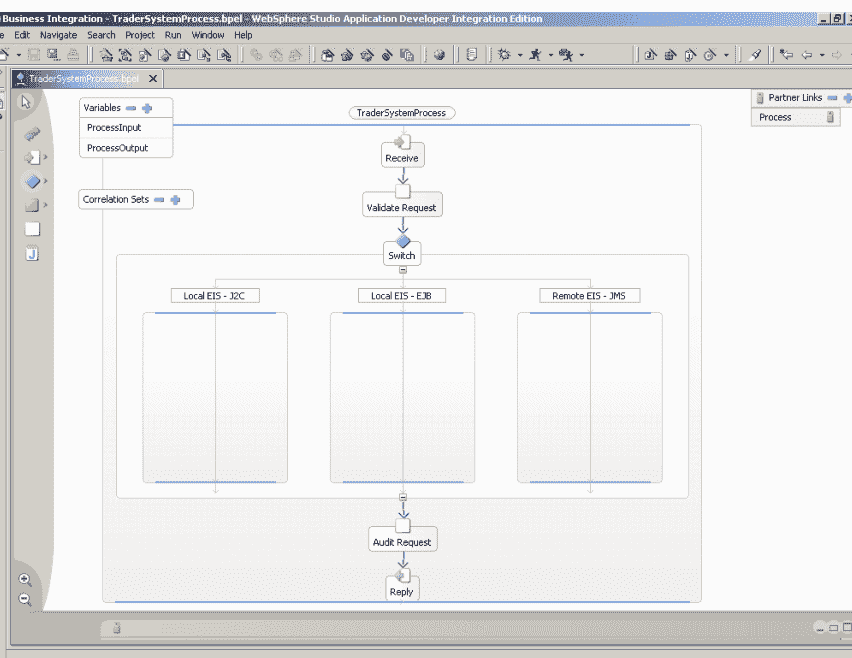 Business Integration - TraderSystemProcess.bpel - WebSphere Studio Application Developer Integration Edition
Edit Navigate Search Project Run Window Help
TraderSystemProcess.bpel
Variables
ProcessInput
ProcessOutput
Correlation Sets
TraderSystemProcess
Partner Links
Process
Receive
Validate Request
Switch
Local EIS - J2C
Local EIS - EJB
Remote EIS - JMS
Audit Request
Reply